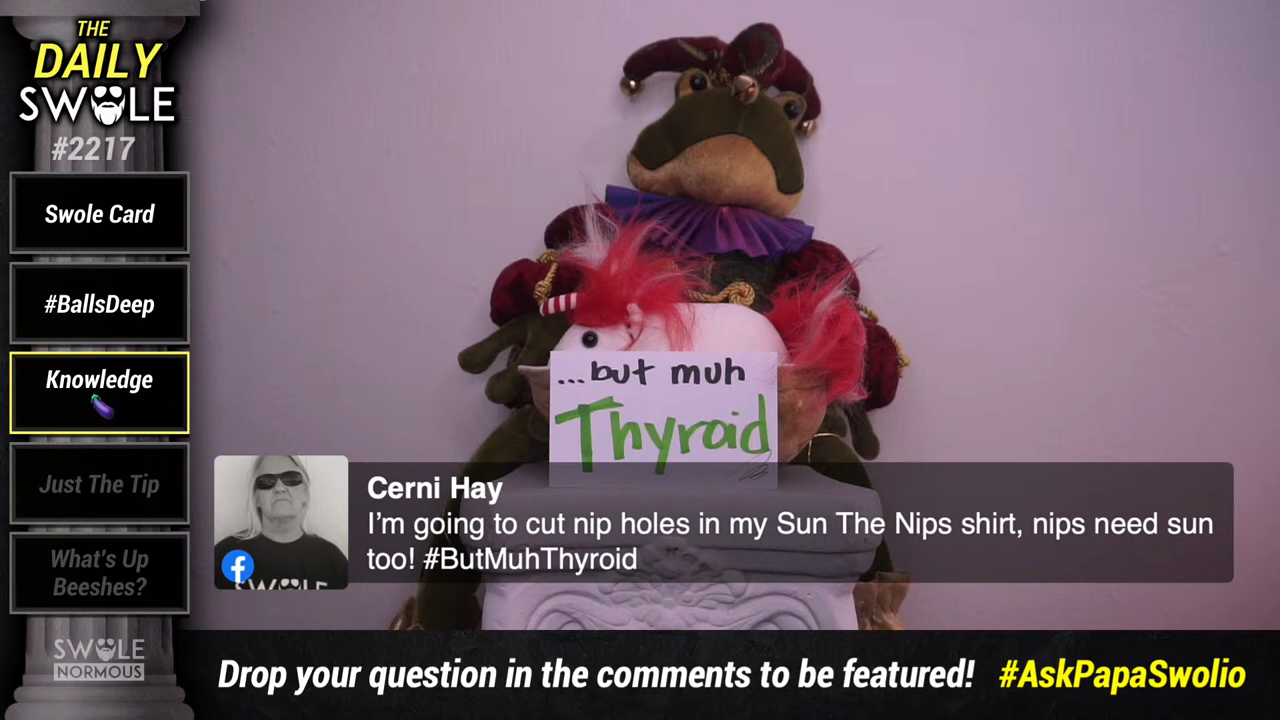 THE
DAILY
SWOLE
#2217
Swole Card
#BallsDeep
Knowledge
Just The Tip
What's Up
Beeshes?
SWOLE
NORMOUS
...but muh
Thyroid
Cerni Hay
I'm going to cut nip holes in my Sun The Nips shirt, nips need sun
too! #ButMuhThyroid
SWOLE
Drop your question in the comments to be featured! #AskPapaSwolio